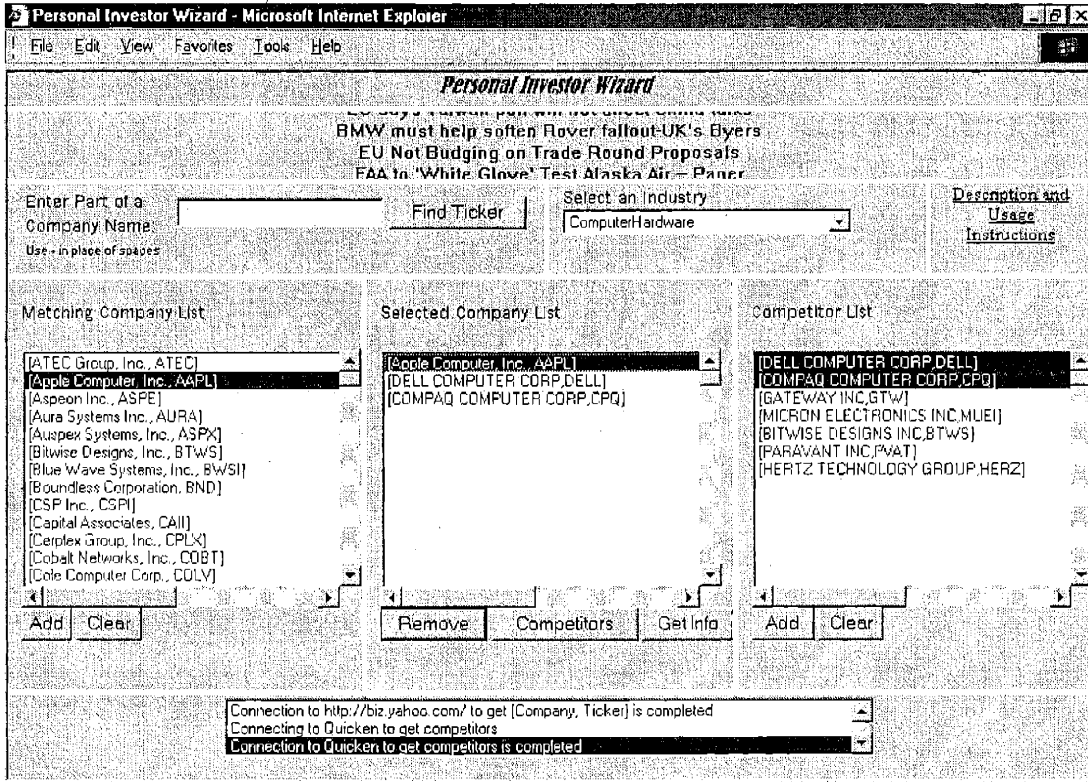 Personal Investor Wizard - Microsoft Internet Explorer
File Edit View Favorites Tools Help
Personal Investor Wizard
BMW must help soften Rover fallout-UK's Byers
EU Not Budging on Trade Round Proposals
FAA to 'White Glove' Test Alaska Air -- Paper
Enter Part of a
Company Name:
Use - in place of spaces
Find Ticker
Select an Industry
ComputerHardware
Description and
Usage
Instructions
Matching Company List
[ATEC Group, Inc., ATEC]
[Apple Computer, Inc., AAPL]
[Aspeon Inc., ASPE]
[Aura Systems Inc., AURA]
[Auspex Systems, Inc., ASPX]
[Bitwise Designs, Inc., BTWS]
[Blue Wave Systems, Inc., BWSI]
[Boundless Corporation, BND]
[CSP Inc., CSPI]
[Capital Associates, CAII]
[Cerplex Group, Inc., CPLX]
[Cobalt Networks, Inc., COBT]
[Cole Computer Corp., COLV]
Add Clear
Selected Company List
[Apple Computer, Inc., AAPL]
[DELL COMPUTER CORP,DELL]
[COMPAQ COMPUTER CORP,CPQ]
Remove Competitors Get Info
Competitor List
[DELL COMPUTER CORP,DELL]
[COMPAQ COMPUTER CORP,CPQ]
[GATEWAY INC,GTW]
[MICRON ELECTRONICS INC,MUEI]
[BITWISE DESIGNS INC,BTWS]
[PARAVANT INC,PVAT]
[HERTZ TECHNOLOGY GROUP,HERZ]
Add Clear
Connection to http://biz.yahoo.com/ to get [Company, Ticker] is completed
Connecting to Quicken to get competitors
Connection to Quicken to get competitors is completed